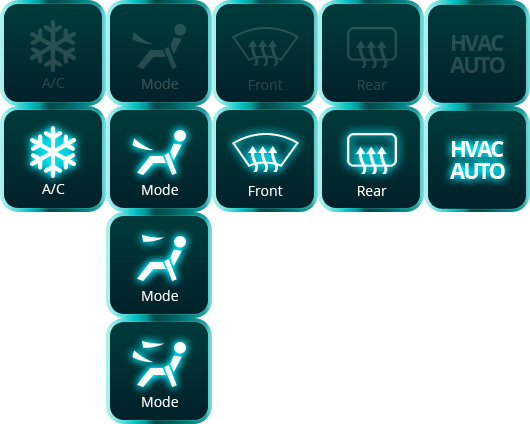 A/C
Mode
Front
Rear
HVAC
AUTO
A/C
Mode
Front
Rear
HVAC
AUTO
Mode
Mode